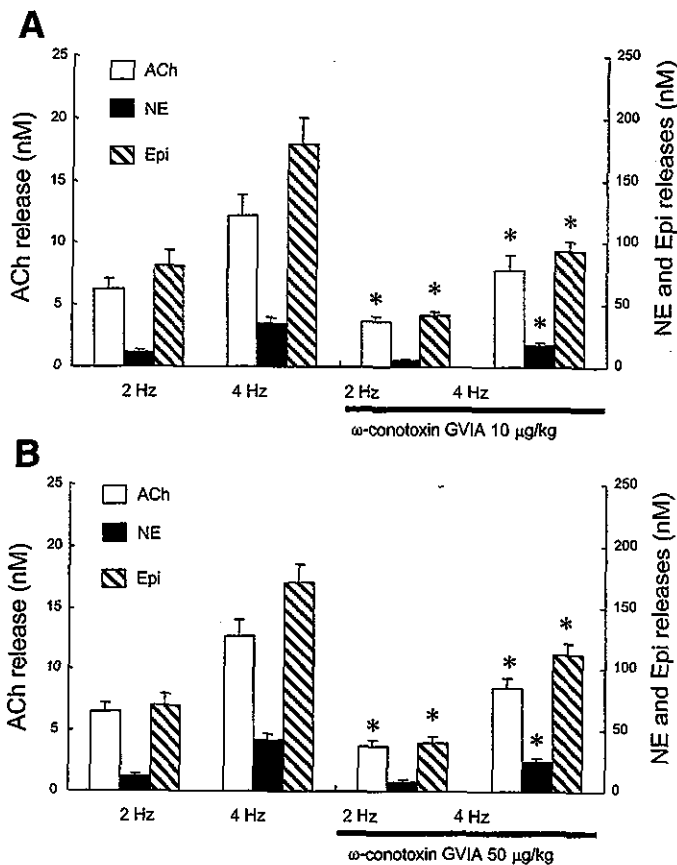 A
25
20
15
10
5
0
ACh release (nM)
ACh
NE
Epi
250
200
150
100
50
0
NE and Epi releases (nM)
* * * * *
2 Hz 4 Hz 2 Hz 4 Hz
ω-conotoxin GVIA 10 µg/kg
B
25
20
15
10
5
0
ACh release (nM)
ACh
NE
Epi
250
200
150
100
50
0
NE and Epi releases (nM)
* * * * *
2 Hz 4 Hz 2 Hz 4 Hz
ω-conotoxin GVIA 50 µg/kg